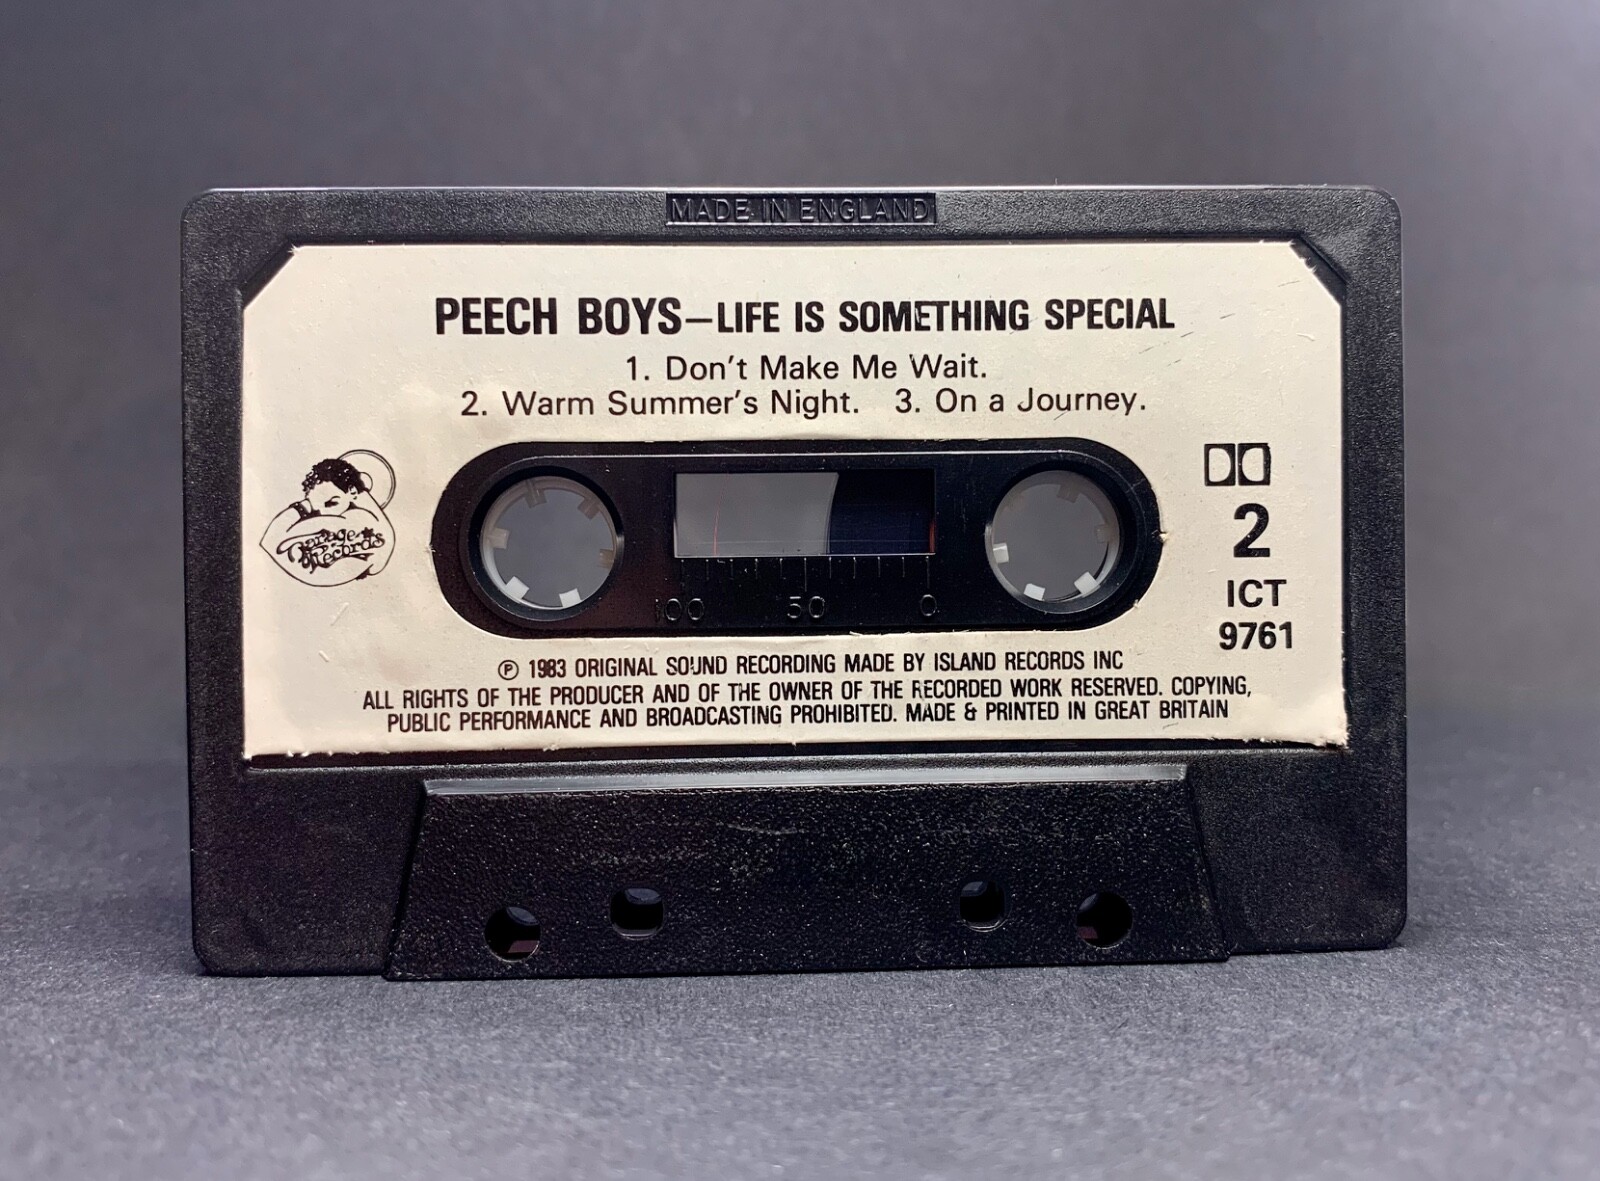 MADE IN ENGLAND
PEECH BOYS—LIFE IS SOMETHING SPECIAL
1. Don't Make Me Wait.
2. Warm Summer's Night. 3. On a Journey.
Garage Records
2
ICT
9761
100 50 0
℗ 1983 ORIGINAL SOUND RECORDING MADE BY ISLAND RECORDS INC
ALL RIGHTS OF THE PRODUCER AND OF THE OWNER OF THE RECORDED WORK RESERVED. COPYING,
PUBLIC PERFORMANCE AND BROADCASTING PROHIBITED. MADE & PRINTED IN GREAT BRITAIN